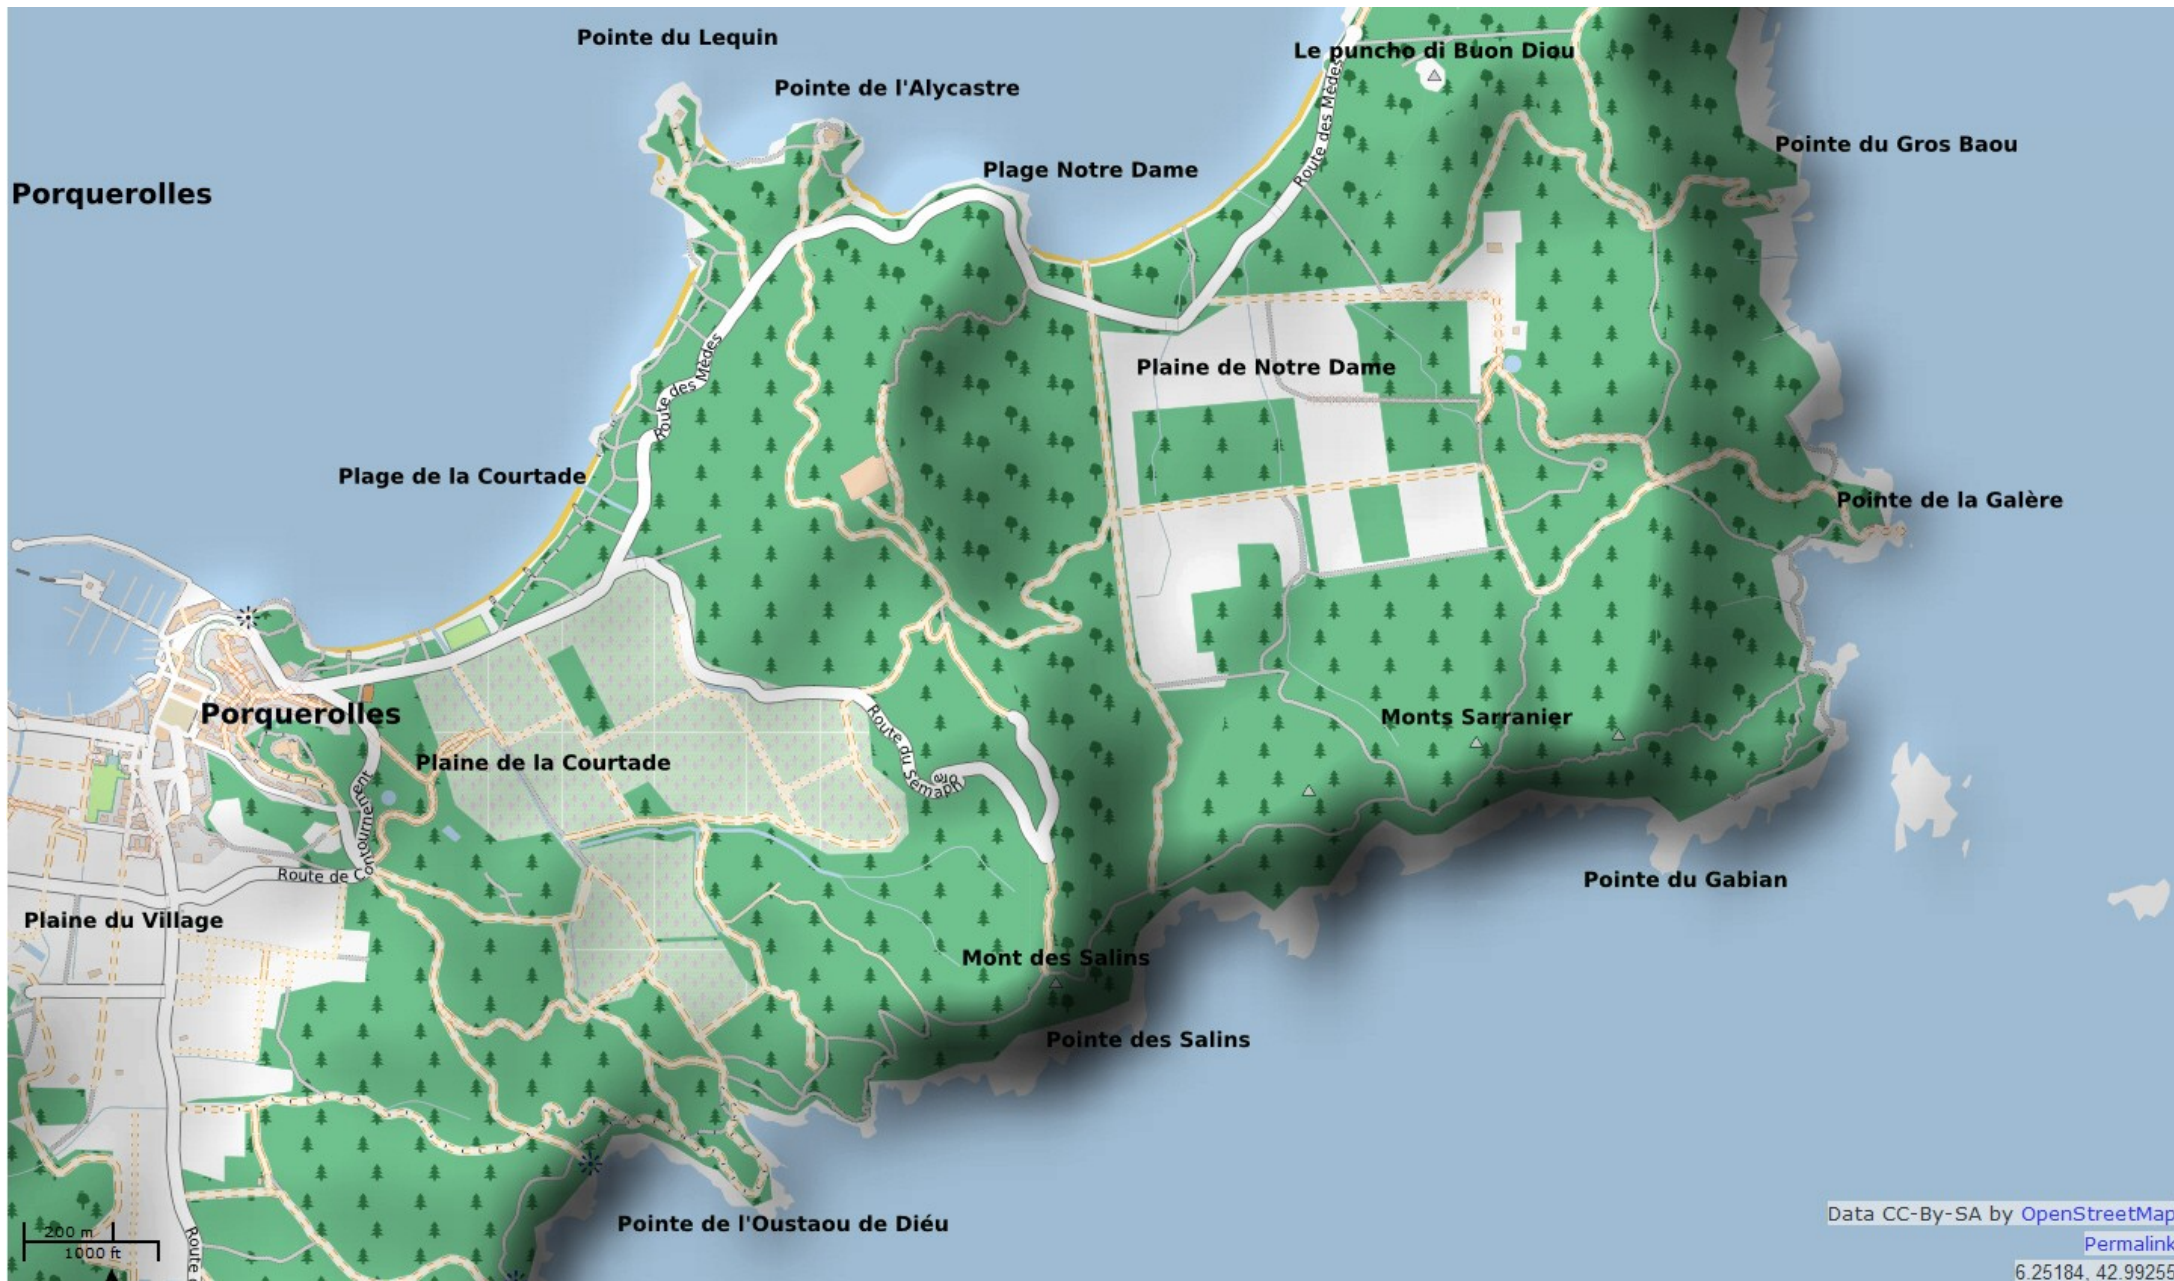 Pointe du Lequin
Le puncho di Buon Diou
Pointe de l'Alycastre
Route des Mèdes
Pointe du Gros Baou
Plage Notre Dame
Porquerolles
Route des Mèdes
Plaine de Notre Dame
Plage de la Courtade
Pointe de la Galère
Porquerolles
Monts Sarranier
Route du Sémaphore
Plaine de la Courtade
Route de Contournement
Pointe du Gabian
Plaine du Village
Mont des Salins
Pointe des Salins
Pointe de l'Oustaou de Diéu
Data CC-By-SA by OpenStreetMap
200 m
Route
1000 ft
Permalink
6.25184, 42.99255